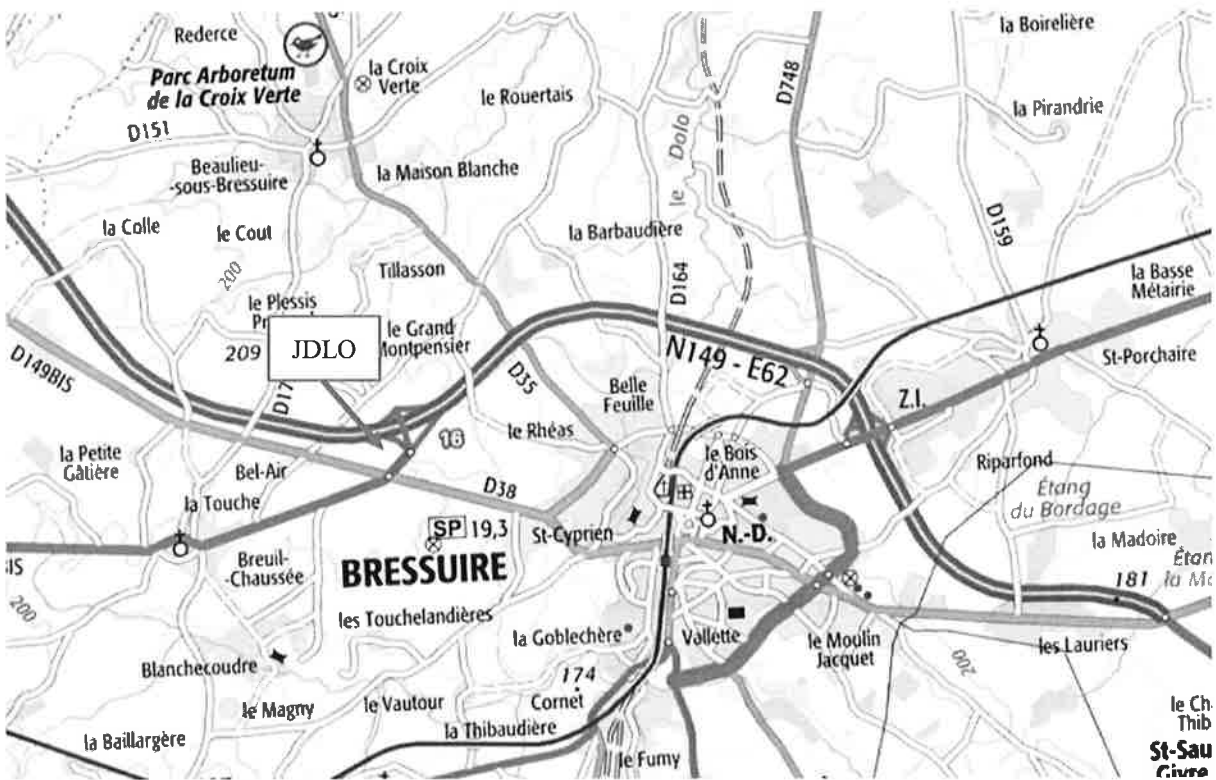 Rederce
Parc Arboretum
de la Croix Verte
la Croix
Verte
le Rouertais
la Boirelière
la Pirandrie
D748
D151
Beaulieu-
-sous-Bressuire
la Maison Blanche
le Dolo
la Colle
le Cout
200
la Barbaudière
D159
Tillasson
D164
la Basse
Métairie
le Plessis
209
JDLO
le Grand
Montpensier
D149BIS
D17
D35
N149 - E62
St-Porchaire
Belle
Feuille
Z.I.
la Petite
Gâtière
Bel-Air
16
le Rhéas
le Bois
d'Anne
Riparfond
la Touche
D38
Étang
du Bordage
SP 19,3
St-Cyprien
N.-D.
la Madoire
Breuil-
-Chaussée
BRESSUIRE
181
200
les Touchelandières
la Goblechère
Vallette
le Moulin
Jacquet
les Lauriers
200
Blanchecoudre
174
le Magny
le Vautour
Cornet
la Baillargère
la Thibaudière
le Fumy
St-Sau
Givre